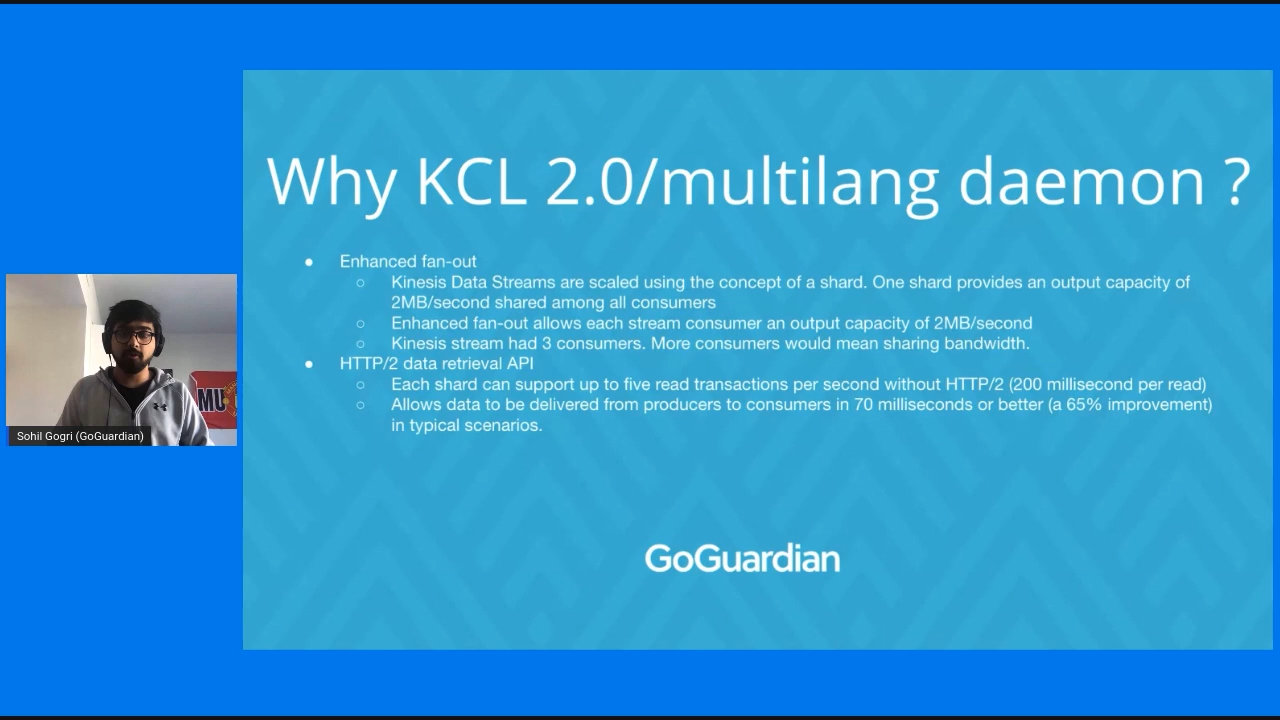 Why KCL 2.0/multilang daemon ?
● Enhanced fan-out
○ Kinesis Data Streams are scaled using the concept of a shard. One shard provides an output capacity of
2MB/second shared among all consumers
○ Enhanced fan-out allows each stream consumer an output capacity of 2MB/second
○ Kinesis stream had 3 consumers. More consumers would mean sharing bandwidth.
● HTTP/2 data retrieval API
○ Each shard can support up to five read transactions per second without HTTP/2 (200 millisecond per read)
○ Allows data to be delivered from producers to consumers in 70 milliseconds or better (a 65% improvement)
in typical scenarios.
MU
Sohil Gogri (GoGuardian)
GoGuardian